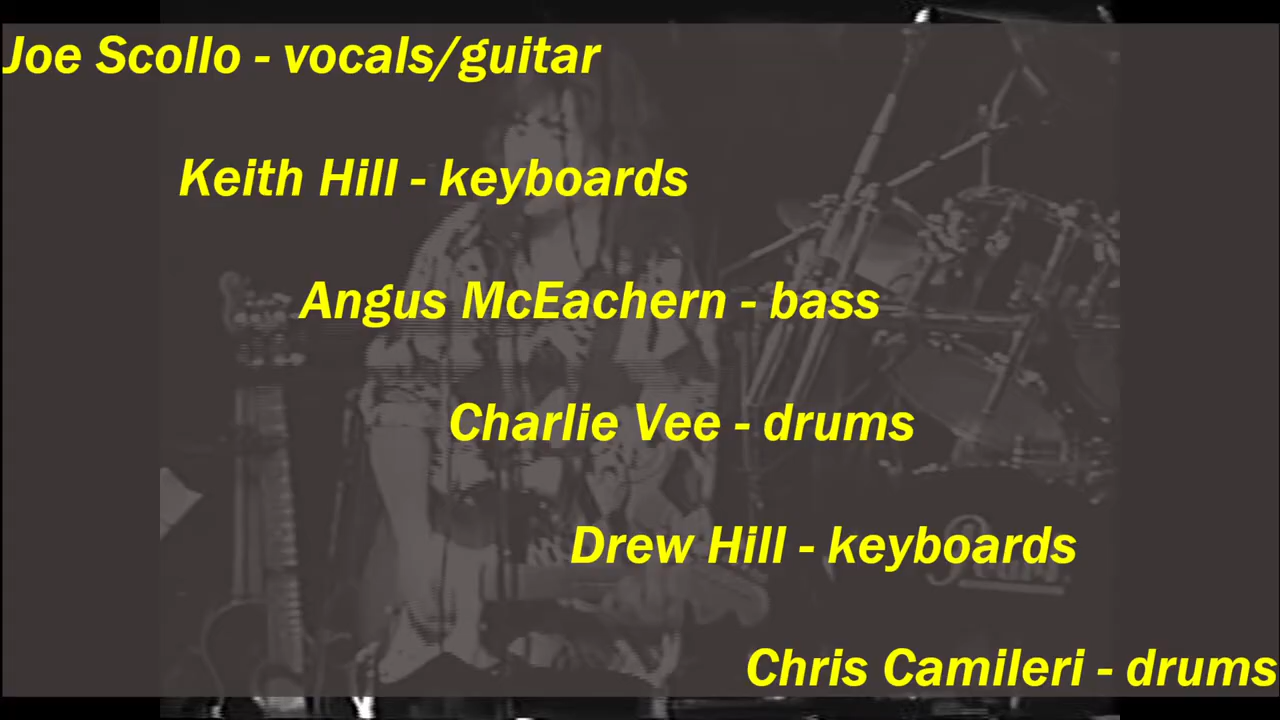 Joe Scollo - vocals/guitar
Keith Hill - keyboards
Angus McEachern - bass
Charlie Vee - drums
Drew Hill - keyboards
Pearl
Chris Camileri - drums